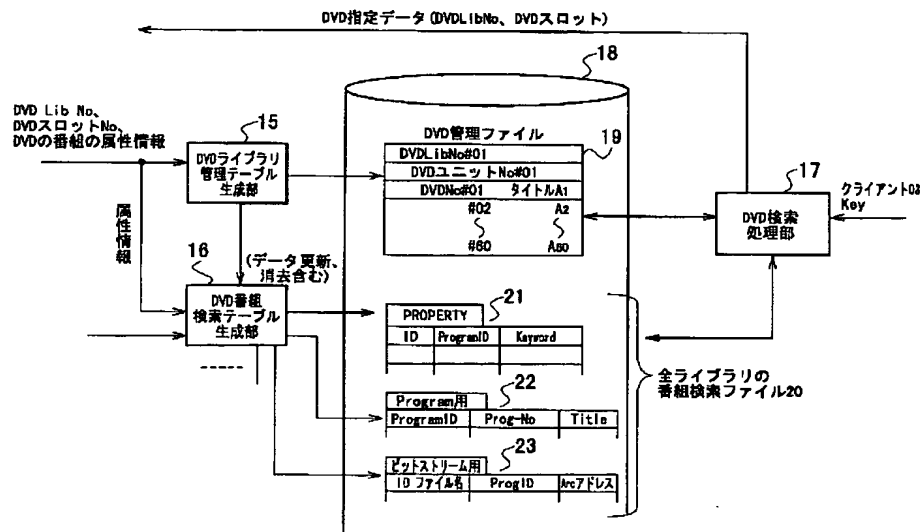 DVD指定データ(DVDLibNo、DVDスロット)
18
DVD Lib No、
DVDスロットNo、
DVDの番組の属性情報
15
DVDライブラリ
管理テーブル
生成部
属性情報
(データ更新、
消去含む)
16
DVD番組
検索テーブル
生成部
DVD管理ファイル
19
DVDLibNo#01
DVDユニットNo#01
DVDNo#01 タイトルA1
#02 A2
#60 A60
17
DVD検索
処理部
クライアントの
Key
21
PROPERTY
ID ProgramID Keyword
22
Program用
ProgramID Prog-No Title
23
ビットストリーム用
ID ファイル名 ProgID Arcアドレス
全ライブラリの
番組検索ファイル20